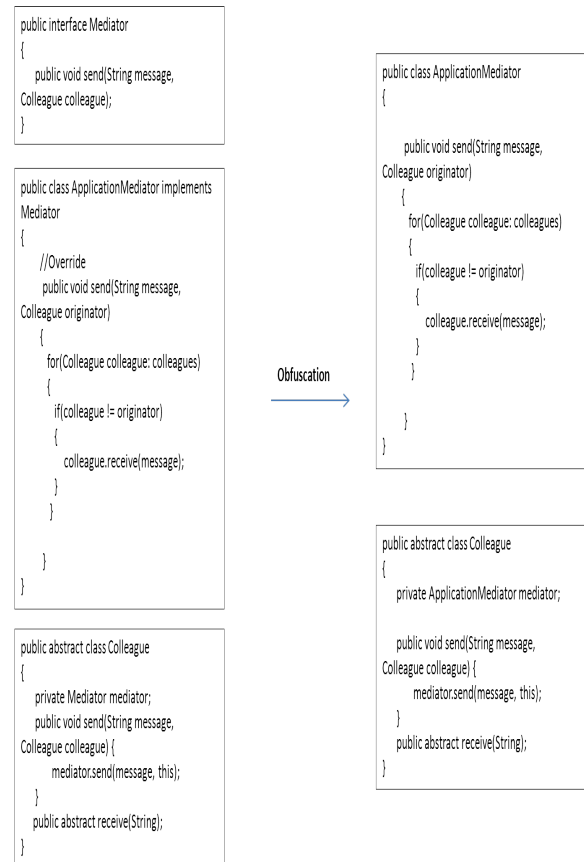 public interface Mediator
{
public void send(String message,
Colleague colleague);
}
public class ApplicationMediator implements
Mediator
{
//Override
public void send(String message,
Colleague originator)
{
for(Colleague colleague: colleagues)
{
if(colleague != originator)
{
colleague.receive(message);
}
}
}
}
public abstract class Colleague
{
private Mediator mediator;
public void send(String message,
Colleague colleague) {
mediator.send(message, this);
}
public abstract receive(String);
}
Obfuscation
public class ApplicationMediator
{
public void send(String message,
Colleague originator)
{
for(Colleague colleague: colleagues)
{
if(colleague != originator)
{
colleague.receive(message);
}
}
}
}
public abstract class Colleague
{
private ApplicationMediator mediator;
public void send(String message,
Colleague colleague) {
mediator.send(message, this);
}
public abstract receive(String);
}